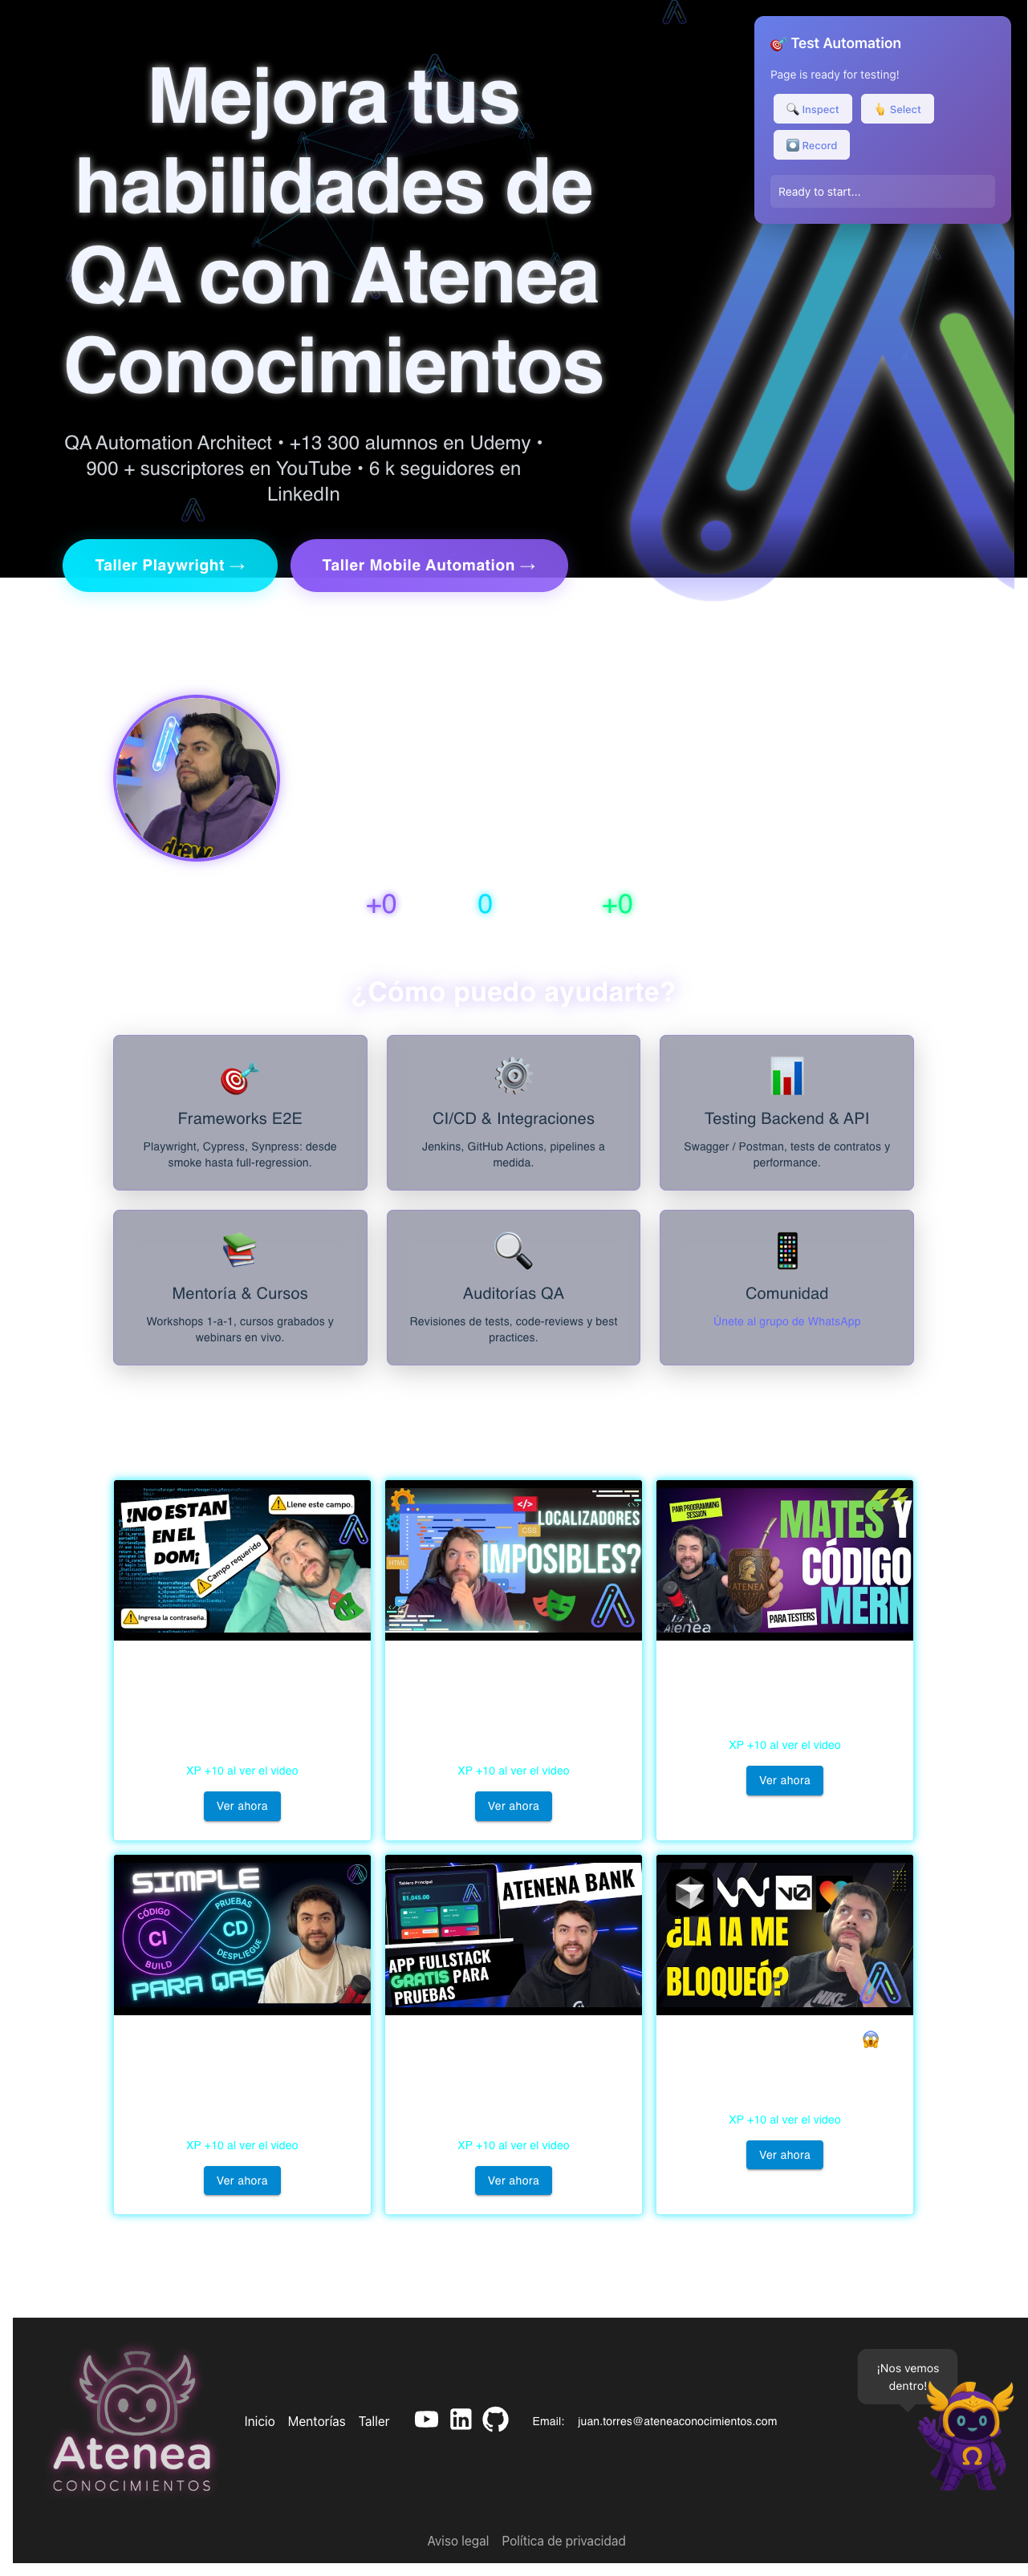 Mejora tus
habilidades de
QA con Atenea
Conocimientos
QA Automation Architect • +13 300 alumnos en Udemy •
900 + suscriptores en YouTube • 6 k seguidores en
LinkedIn
Taller Playwright →
Taller Mobile Automation →
🎯 Test Automation
Page is ready for testing!
🔍 Inspect
👆 Select
⏺️ Record
Ready to start...
+0
0
+0
¿Cómo puedo ayudarte?
Frameworks E2E
Playwright, Cypress, Synpress: desde
smoke hasta full-regression.
CI/CD & Integraciones
Jenkins, GitHub Actions, pipelines a
medida.
Testing Backend & API
Swagger / Postman, tests de contratos y
performance.
Mentoría & Cursos
Workshops 1-a-1, cursos grabados y
webinars en vivo.
Auditorías QA
Revisiones de tests, code-reviews y best
practices.
Comunidad
Únete al grupo de WhatsApp
!NO ESTAN
EN EL
DOM¡
Llene este campo.
Campo requerido
Ingresa la contraseña.
XP +10 al ver el video
Ver ahora
</>
LOCALIZADORES
CSS
HTML
IMPOSIBLES?
XP +10 al ver el video
Ver ahora
PAIR PROGRAMMING
SESSION
MATES Y
CÓDIGO
MERN
ATENEA
PARA TESTERS
Atenea
XP +10 al ver el video
Ver ahora
SIMPLE
CÓDIGO
CI
BUILD
PRUEBAS
CD
DESPLIEGUE
PARA QAS
XP +10 al ver el video
Ver ahora
Tablero Principal
$1,045.00
ATENENA BANK
APP FULLSTACK
GRATIS PARA
PRUEBAS
XP +10 al ver el video
Ver ahora
V0
¿LA IA ME
BLOQUEÓ?
NIKE
😱
XP +10 al ver el video
Ver ahora
Atenea
CONOCIMIENTOS
Inicio
Mentorías
Taller
Email:
juan.torres@ateneaconocimientos.com
¡Nos vemos
dentro!
Ω
Aviso legal
Política de privacidad